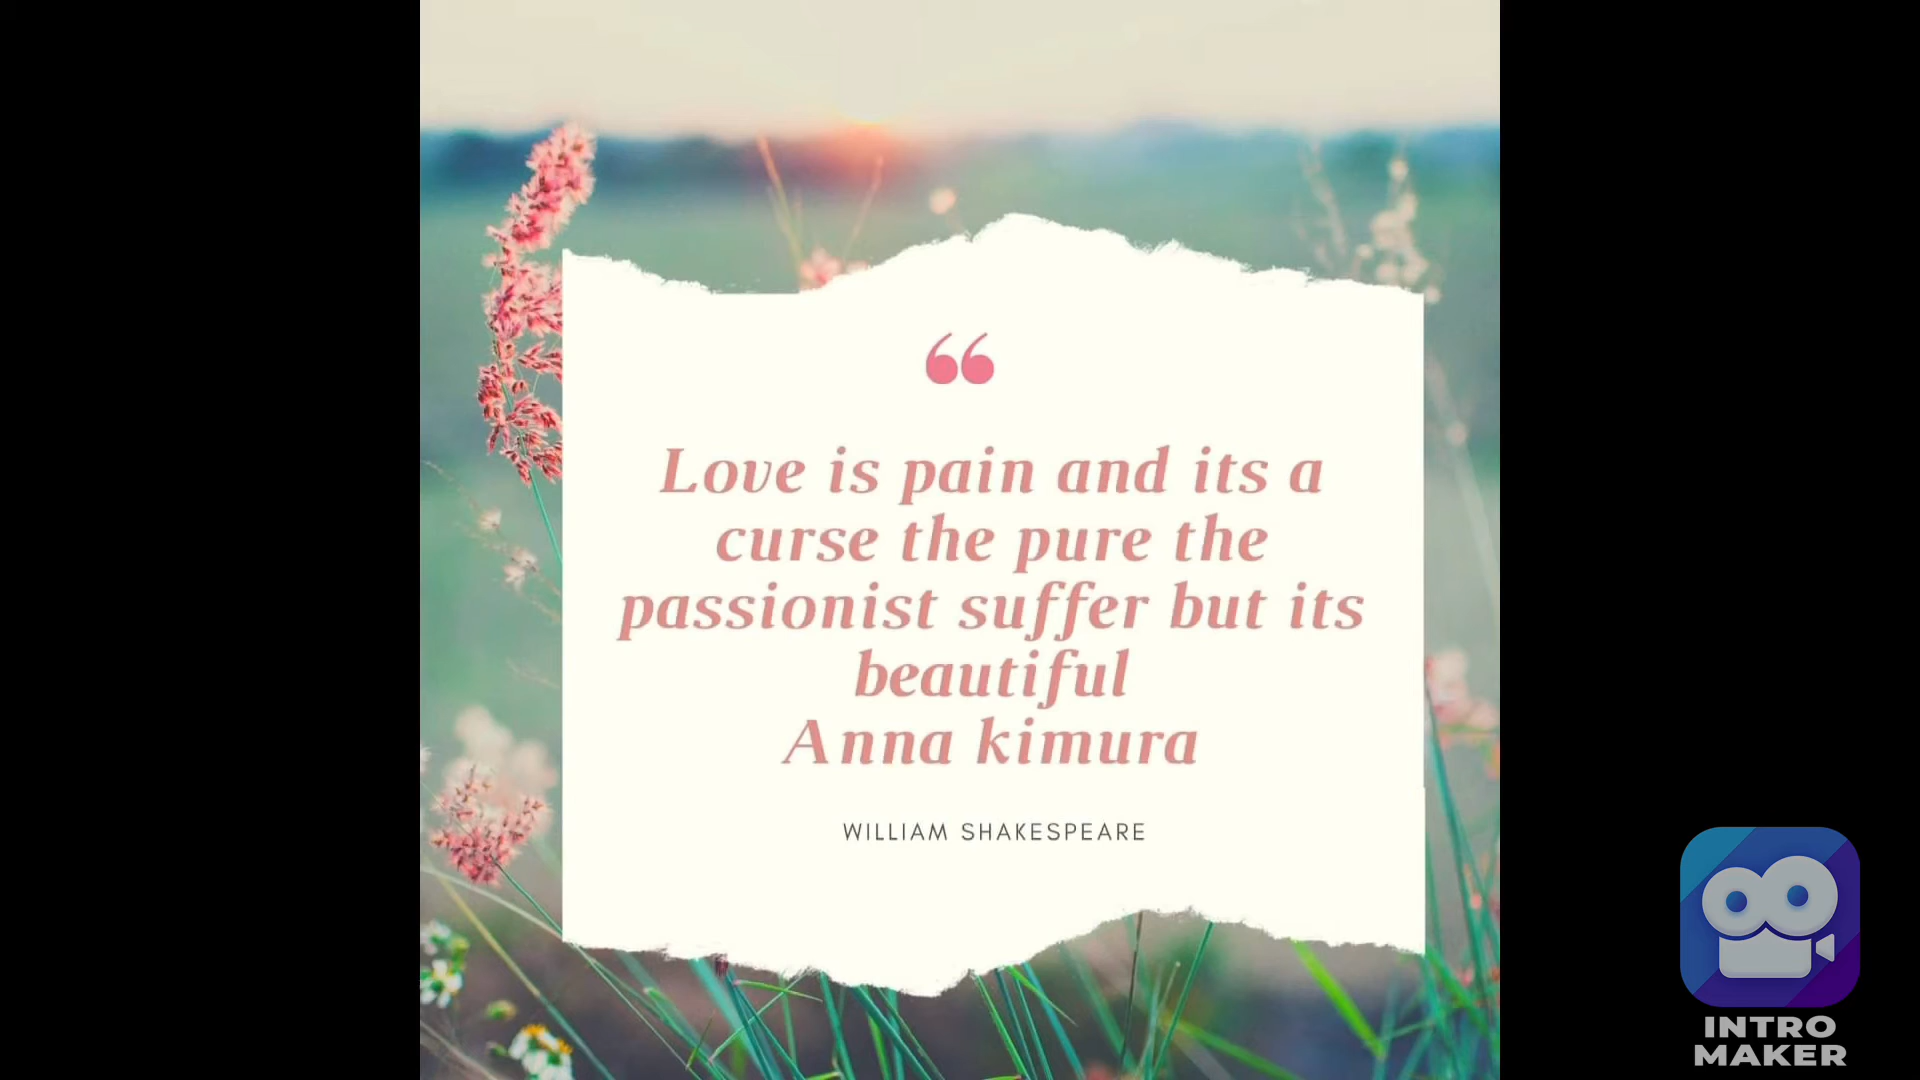 ❝
Love is pain and its a
curse the pure the
passionist suffer but its
beautiful
Anna kimura
WILLIAM SHAKESPEARE
INTRO
MAKER